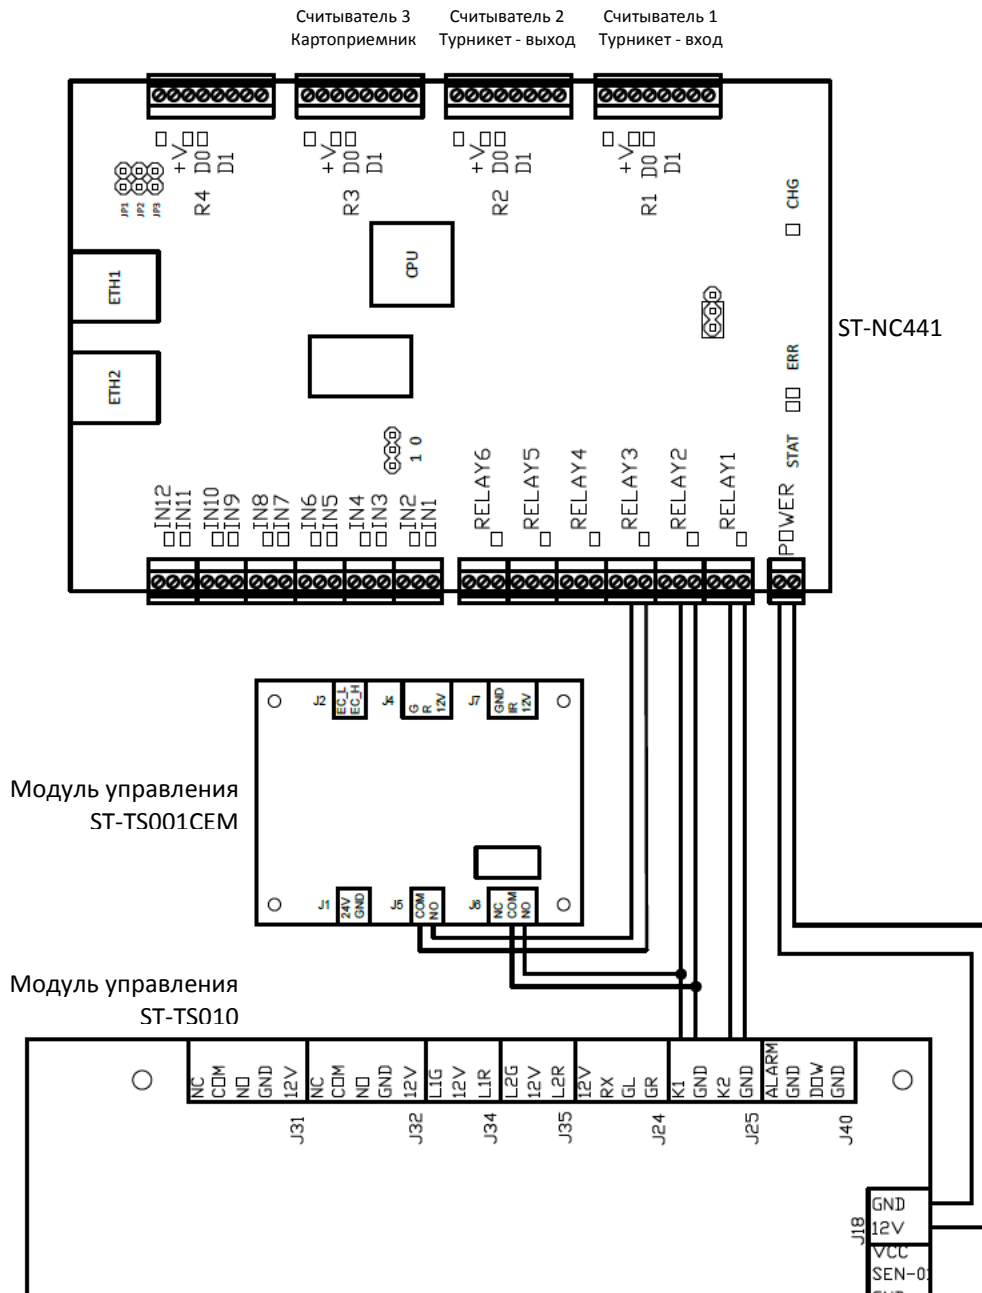 Считыватель 3 Считыватель 2 Считыватель 1
Картоприемник Турникет - выход Турникет - вход
+V D0 D1 +V D0 D1 +V D0 D1 +V D0 D1
R4 R3 R2 R1
JP1 JP2 JP3
CHG
ETH1
CPU
ST-NC441
ETH2
ERR
1 0
STAT
IN12 IN11 IN10 IN9 IN8 IN7 IN6 IN5 IN4 IN3 IN2 IN1
RELAY6 RELAY5 RELAY4 RELAY3 RELAY2 RELAY1
POWER
J2 EC_L EC_H J4 G R 12V J7 GND IR 12V
Модуль управления
ST-TS001CEM
J1 24V GND J5 COM NO J6 NC COM NO
Модуль управления
ST-TS010
NC COM NO GND 12V NC COM NO GND 12V L1G 12V L1R L2G 12V L2R 12V RX GL GR K1 GND K2 GND ALARM GND DOW GND
J31 J32 J34 J35 J24 J25 J40
J18
GND
12V
VCC
SEN-01
GND